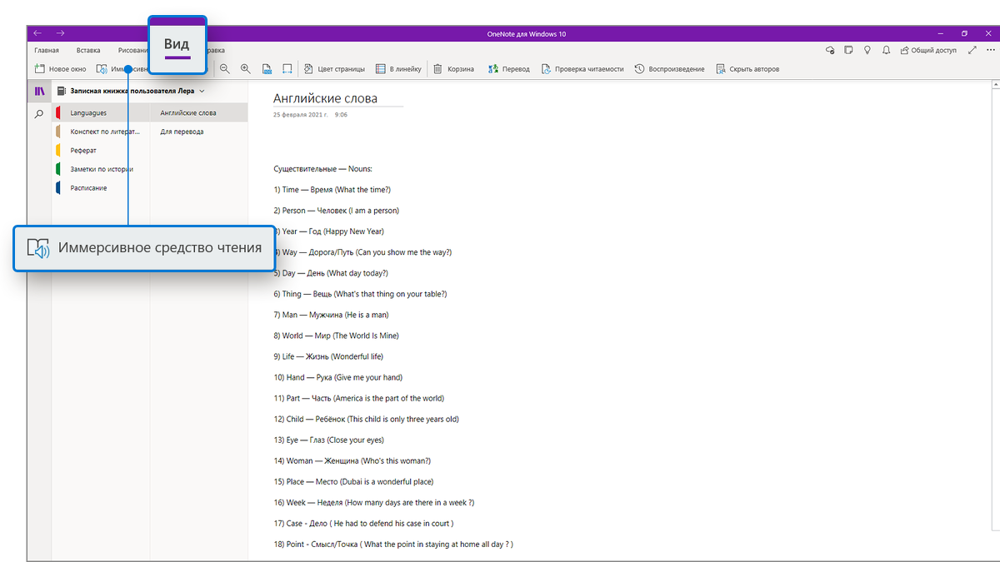 OneNote для Windows 10
Главная Вставка Вид
Общий доступ
Новое окно Цвет страницы В линейку Корзина Перевод Проверка читаемости Воспроизведение Скрыть авторов
Записная книжка пользователя Лера
Languagues
Конспект по литерат...
Реферат
Заметки по истории
Расписание
Английские слова
Для перевода
Иммерсивное средство чтения
Английские слова
25 февраля 2021 г. 9:06
Существительные — Nouns:
1) Time — Время (What the time?)
2) Person — Человек (I am a person)
) Year — Год (Happy New Year)
) Way — Дорога/Путь (Can you show me the way?)
5) Day — День (What day today?)
6) Thing — Вещь (What's that thing on your table?)
7) Man — Мужчина (He is a man)
8) World — Мир (The World Is Mine)
9) Life — Жизнь (Wonderful life)
10) Hand — Рука (Give me your hand)
11) Part — Часть (America is the part of the world)
12) Child — Ребёнок (This child is only three years old)
13) Eye — Глаз (Close your eyes)
14) Woman — Женщина (Who's this woman?)
15) Place — Место (Dubai is a wonderful place)
16) Week — Неделя (How many days are there in a week ?)
17) Case - Дело ( He had to defend his case in court )
18) Point - Смысл/Точка ( What the point in staying at home all day ? )